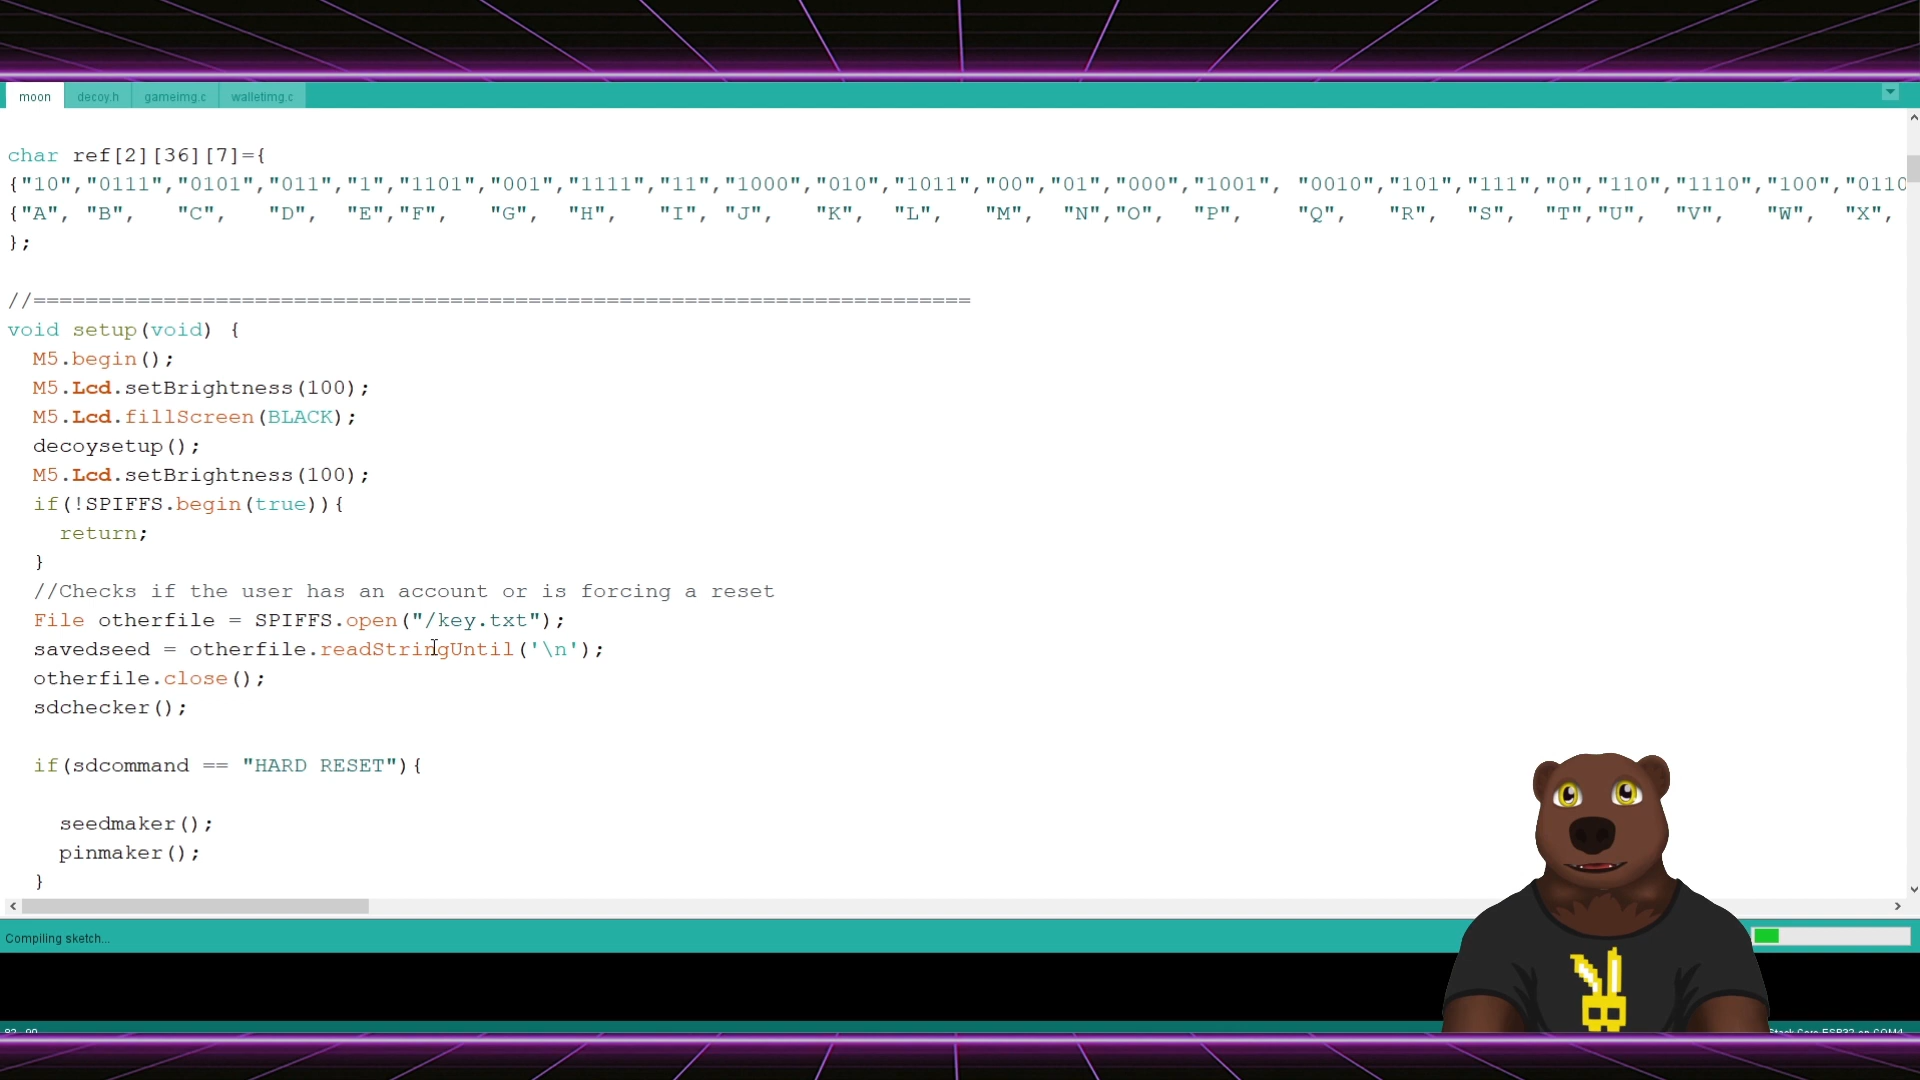 moon decoy.h gameimg.c walletimg.c
char ref[2][36][7]={
{"10","0111","0101","011","1","1101","001","1111","11","1000","010","1011","00","01","000","1001", "0010","101","111","0","110","1110","100","0110
{"A", "B", "C", "D", "E","F", "G", "H", "I", "J", "K", "L", "M", "N","O", "P", "Q", "R", "S", "T","U", "V", "W", "X",
};
//========================================================================
void setup(void) {
M5.begin();
M5.Lcd.setBrightness(100);
M5.Lcd.fillScreen(BLACK);
decoysetup();
M5.Lcd.setBrightness(100);
if(!SPIFFS.begin(true)){
return;
}
//Checks if the user has an account or is forcing a reset
File otherfile = SPIFFS.open("/key.txt");
savedseed = otherfile.readStringUntil('\n');
otherfile.close();
sdchecker();
if(sdcommand == "HARD RESET"){
seedmaker();
pinmaker();
}
Compiling sketch...